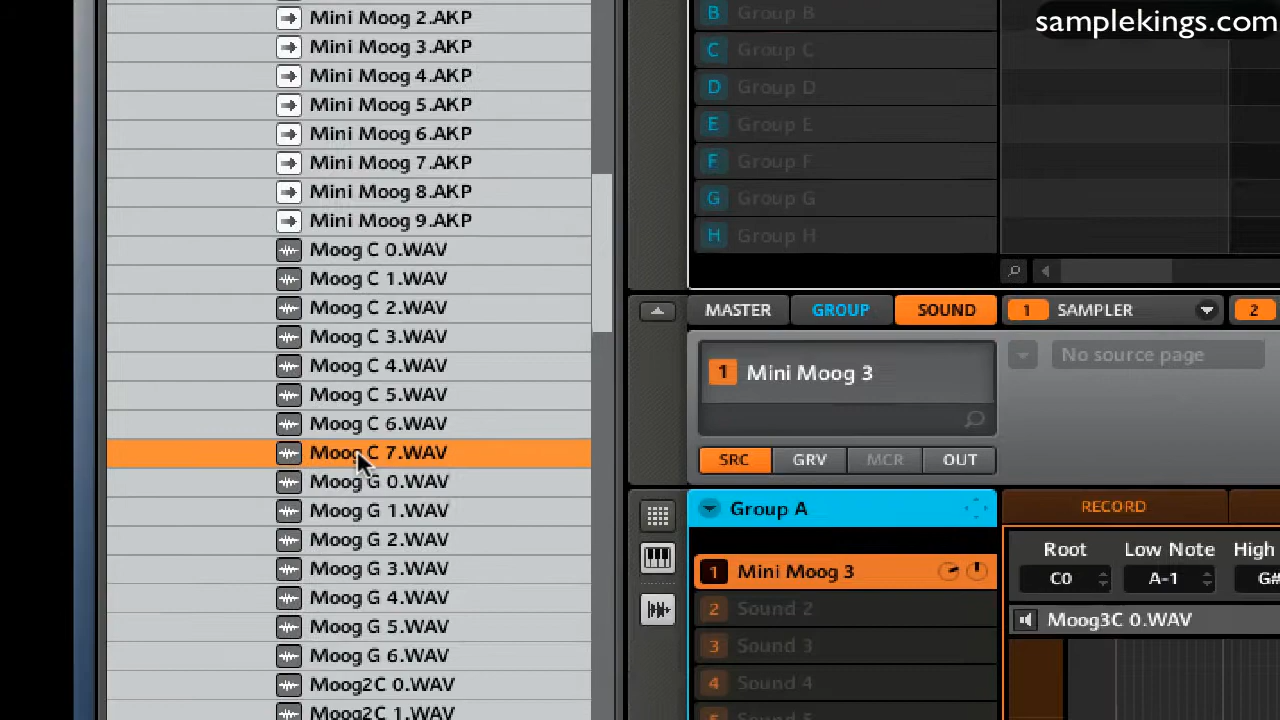 Mini Moog 2.AKP
Mini Moog 3.AKP
Mini Moog 4.AKP
Mini Moog 5.AKP
Mini Moog 6.AKP
Mini Moog 7.AKP
Mini Moog 8.AKP
Mini Moog 9.AKP
Moog C 0.WAV
Moog C 1.WAV
Moog C 2.WAV
Moog C 3.WAV
Moog C 4.WAV
Moog C 5.WAV
Moog C 6.WAV
Moog C 7.WAV
Moog G 0.WAV
Moog G 1.WAV
Moog G 2.WAV
Moog G 3.WAV
Moog G 4.WAV
Moog G 5.WAV
Moog G 6.WAV
Moog2C 0.WAV
Moog2C 1.WAV
samplekings.com
B Group B
C Group C
D Group D
E Group E
F Group F
G Group G
H Group H
MASTER GROUP SOUND 1 SAMPLER 2
1 Mini Moog 3
No source page
SRC GRV MCR OUT
Group A
RECORD
1 Mini Moog 3
2 Sound 2
3 Sound 3
4 Sound 4
5 Sound 5
Root Low Note High
C0 A-1 G#
Moog3C 0.WAV